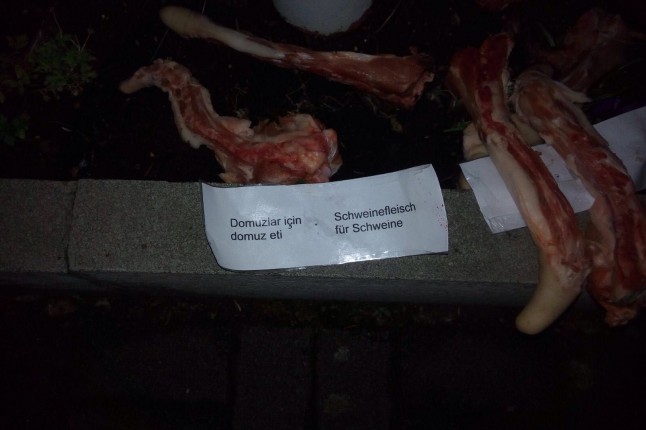 Domuzlar için
domuz eti
Schweinefleisch
für Schweine